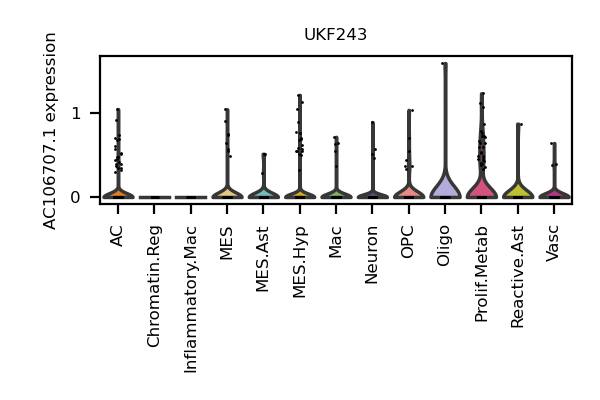 UKF243
AC106707.1 expression
1
0
AC
Chromatin.Reg
Inflammatory.Mac
MES
MES.Ast
MES.Hyp
Mac
Neuron
OPC
Oligo
Prolif.Metab
Reactive.Ast
Vasc